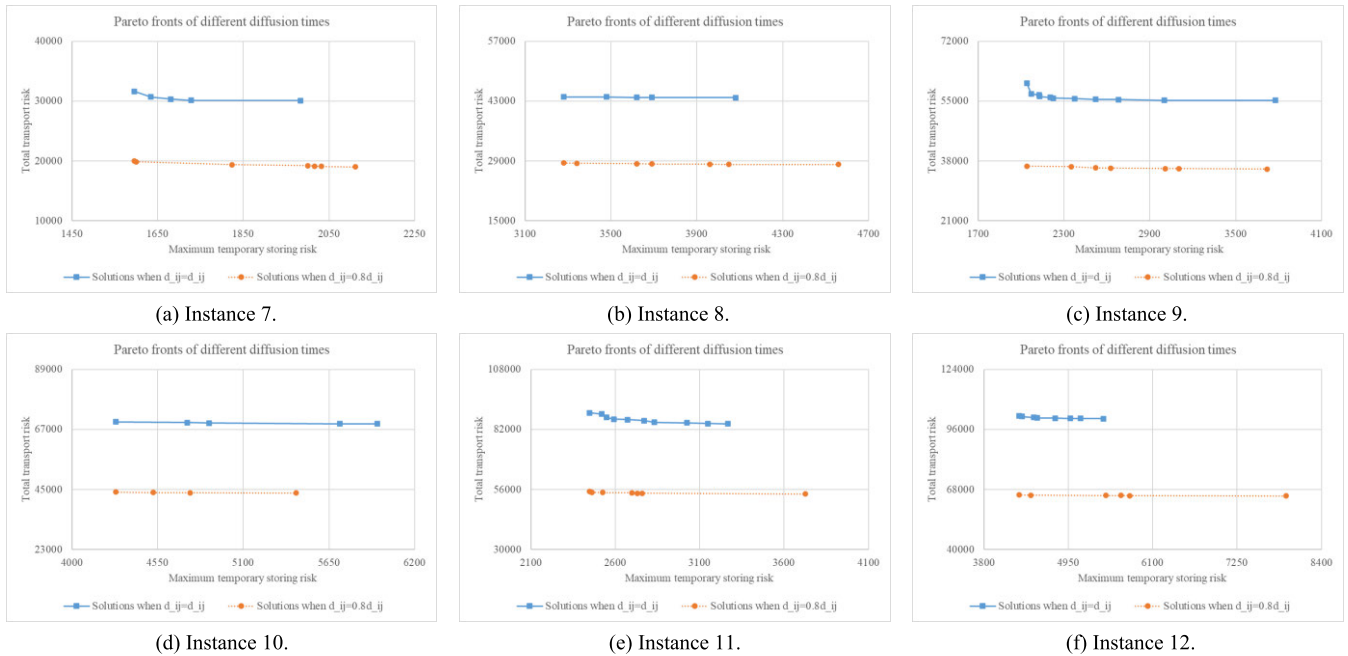 Pareto fronts of different diffusion times
40000
30000
20000
10000
Total transport risk
1450 1650 1850 2050 2250
Maximum temporary storing risk
Solutions when d_ij=d_ij Solutions when d_ij=0.8d_ij
(a) Instance 7.
Pareto fronts of different diffusion times
57000
43000
29000
15000
Total transport risk
3100 3500 3900 4300 4700
Maximum temporary storing risk
Solutions when d_ij=d_ij Solutions when d_ij=0.8d_ij
(b) Instance 8.
Pareto fronts of different diffusion times
72000
55000
38000
21000
Total transport risk
1700 2300 2900 3500 4100
Maximum temporary storing risk
Solutions when d_ij=d_ij Solutions when d_ij=0.8d_ij
(c) Instance 9.
Pareto fronts of different diffusion times
89000
67000
45000
23000
Total transport risk
4000 4550 5100 5650 6200
Maximum temporary storing risk
Solutions when d_ij=d_ij Solutions when d_ij=0.8d_ij
(d) Instance 10.
Pareto fronts of different diffusion times
108000
82000
56000
30000
Total transport risk
2100 2600 3100 3600 4100
Maximum temporary storing risk
Solutions when d_ij=d_ij Solutions when d_ij=0.8d_ij
(e) Instance 11.
Pareto fronts of different diffusion times
124000
96000
68000
40000
Total transport risk
3800 4950 6100 7250 8400
Maximum temporary storing risk
Solutions when d_ij=d_ij Solutions when d_ij=0.8d_ij
(f) Instance 12.